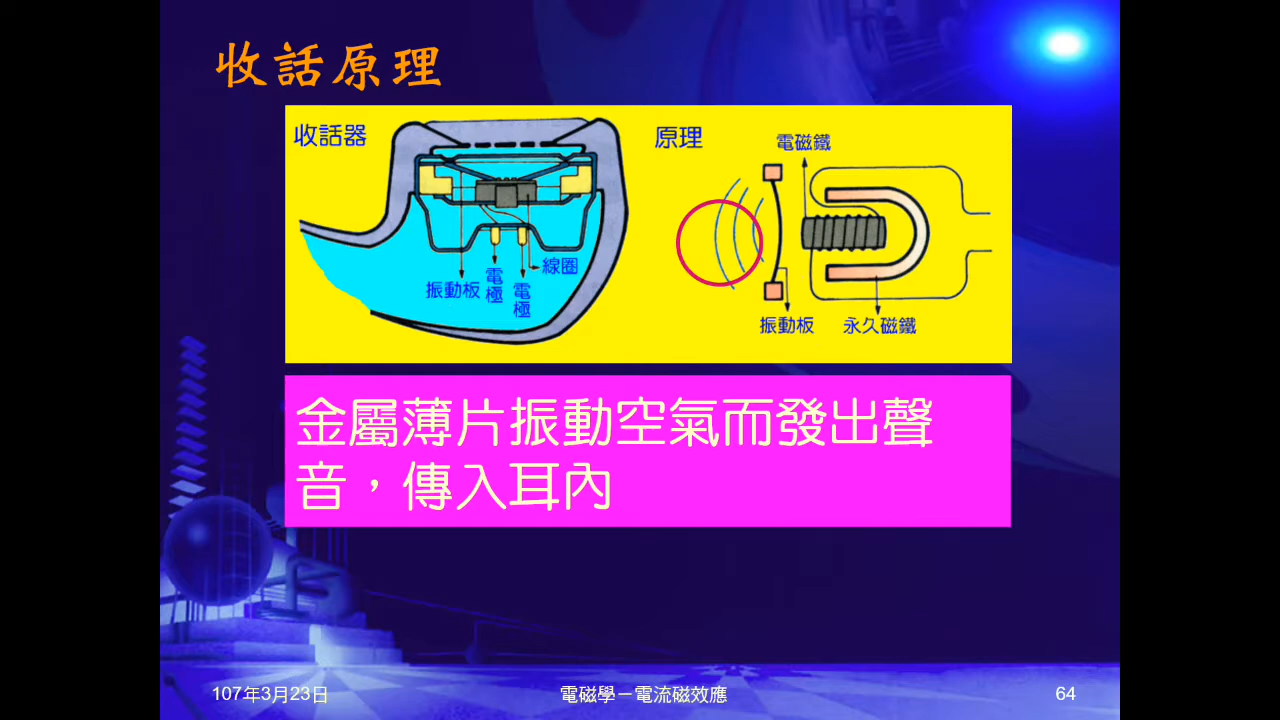 收話原理
收話器
原理
電磁鐵
線圈
振動板
電極
電極
振動板
永久磁鐵
金屬薄片振動空氣而發出聲
音，傳入耳內
107年3月23日
電磁學－電流磁效應
64